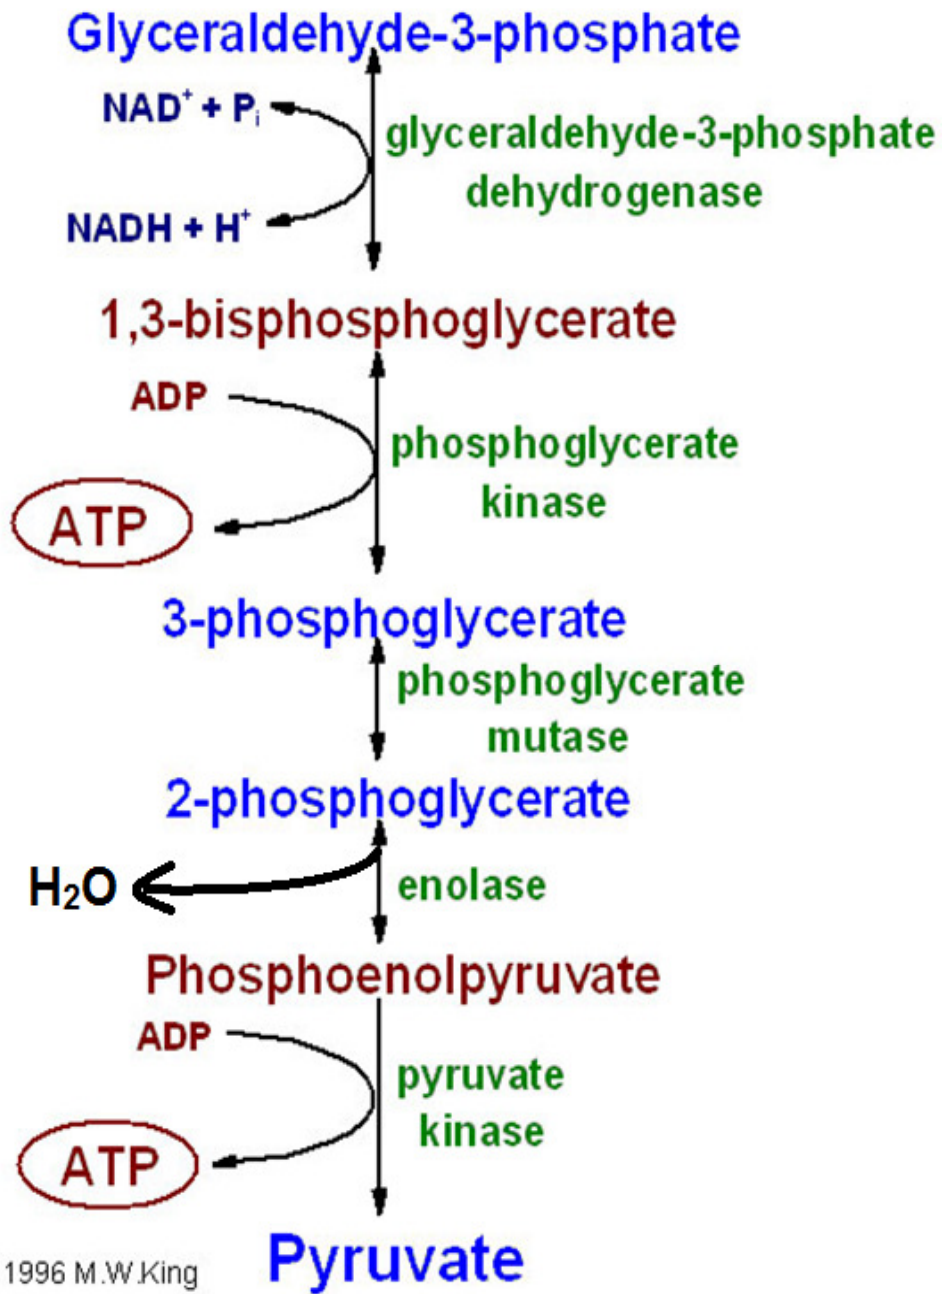 Glyceraldehyde-3-phosphate
NAD⁺ + Pᵢ
glyceraldehyde-3-phosphate
dehydrogenase
NADH + H⁺
1,3-bisphosphoglycerate
ADP
phosphoglycerate
kinase
ATP
3-phosphoglycerate
phosphoglycerate
mutase
2-phosphoglycerate
H₂O
enolase
Phosphoenolpyruvate
ADP
pyruvate
kinase
ATP
Pyruvate
1996 M.W.King